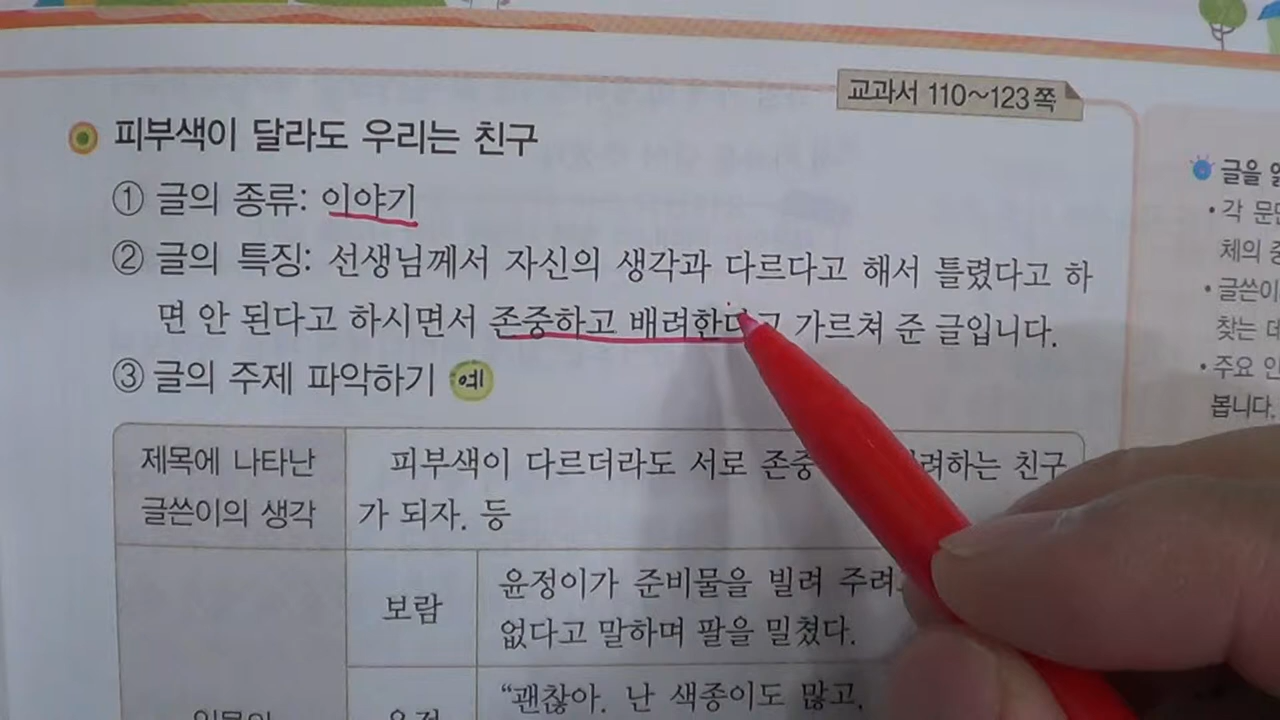 교과서 110~123쪽
피부색이 달라도 우리는 친구
① 글의 종류: 이야기
② 글의 특징: 선생님께서 자신의 생각과 다르다고 해서 틀렸다고 하
면 안 된다고 하시면서 존중하고 배려한다고 가르쳐 준 글입니다.
③ 글의 주제 파악하기 예
제목에 나타난
글쓴이의 생각
피부색이 다르더라도 서로 하는 친구
가 되자. 등
보람
윤정이가 준비물을 빌려
없다고 말하며 팔을 밀쳤다.
“괜찮아. 난 색종이도 많고,
글을
• 각
체의
• 글쓴이
찾는
• 주요
봅니다.